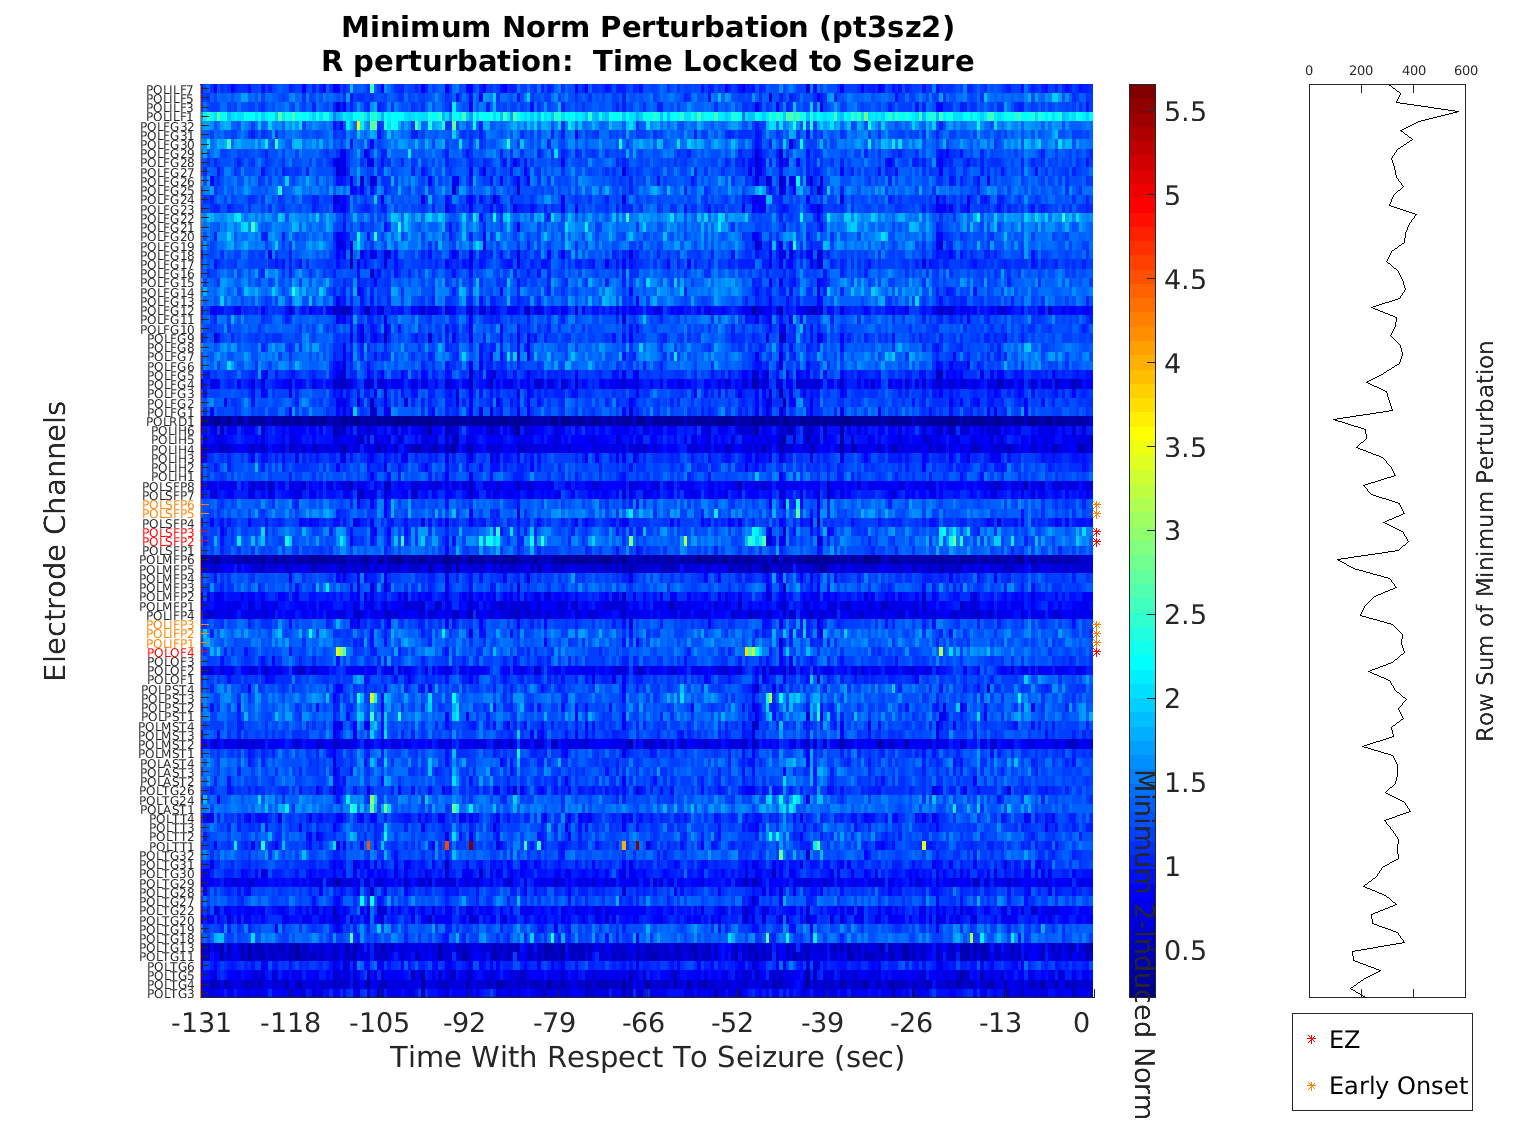 Minimum Norm Perturbation (pt3sz2)
R perturbation:  Time Locked to Seizure
0 200 400 600
Electrode Channels
POLILF7
POLILF5
POLILF3
POLILF1
POLFG32
POLFG31
POLFG30
POLFG29
POLFG28
POLFG27
POLFG26
POLFG25
POLFG24
POLFG23
POLFG22
POLFG21
POLFG20
POLFG19
POLFG18
POLFG17
POLFG16
POLFG15
POLFG14
POLFG13
POLFG12
POLFG11
POLFG10
POLFG9
POLFG8
POLFG7
POLFG6
POLFG5
POLFG4
POLFG3
POLFG2
POLFG1
POLRD1
POLIH6
POLIH5
POLIH4
POLIH3
POLIH2
POLIH1
POLSFP8
POLSFP7
POLSFP6
POLSFP5
POLSFP4
POLSFP3
POLSFP2
POLSFP1
POLMFP6
POLMFP5
POLMFP4
POLMFP3
POLMFP2
POLMFP1
POLIFP4
POLIFP3
POLIFP2
POLIFP1
POLOF4
POLOF3
POLOF2
POLOF1
POLPST4
POLPST3
POLPST2
POLPST1
POLMST4
POLMST3
POLMST2
POLMST1
POLAST4
POLAST3
POLAST2
POLTG26
POLTG24
POLAST1
POLTT4
POLTT3
POLTT2
POLTT1
POLTG32
POLTG31
POLTG30
POLTG29
POLTG28
POLTG27
POLTG22
POLTG20
POLTG19
POLTG18
POLTG13
POLTG11
POLTG6
POLTG5
POLTG4
POLTG3
-131 -118 -105 -92 -79 -66 -52 -39 -26 -13 0
Time With Respect To Seizure (sec)
5.5
5
4.5
4
3.5
3
2.5
2
1.5
1
0.5
Minimum 2-Induced Norm
Row Sum of Minimum Perturbation
EZ
Early Onset